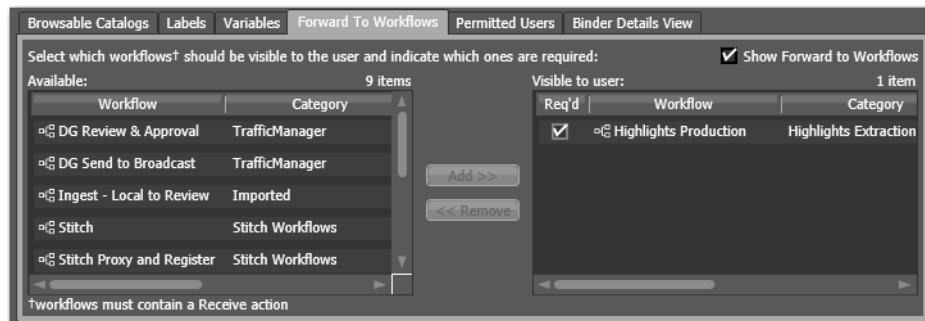 Browsable Catalogs Labels Variables Forward To Workflows Permitted Users Binder Details View
Select which workflows† should be visible to the user and indicate which ones are required: Show Forward to Workflows
Available: 9 items Visible to user: 1 item
Workflow Category Req'd Workflow Category
DG Review & Approval TrafficManager Highlights Production Highlights Extraction
DG Send to Broadcast TrafficManager
Add >>
Ingest - Local to Review Imported
<< Remove
Stitch Stitch Workflows
Stitch Proxy and Register Stitch Workflows
†workflows must contain a Receive action